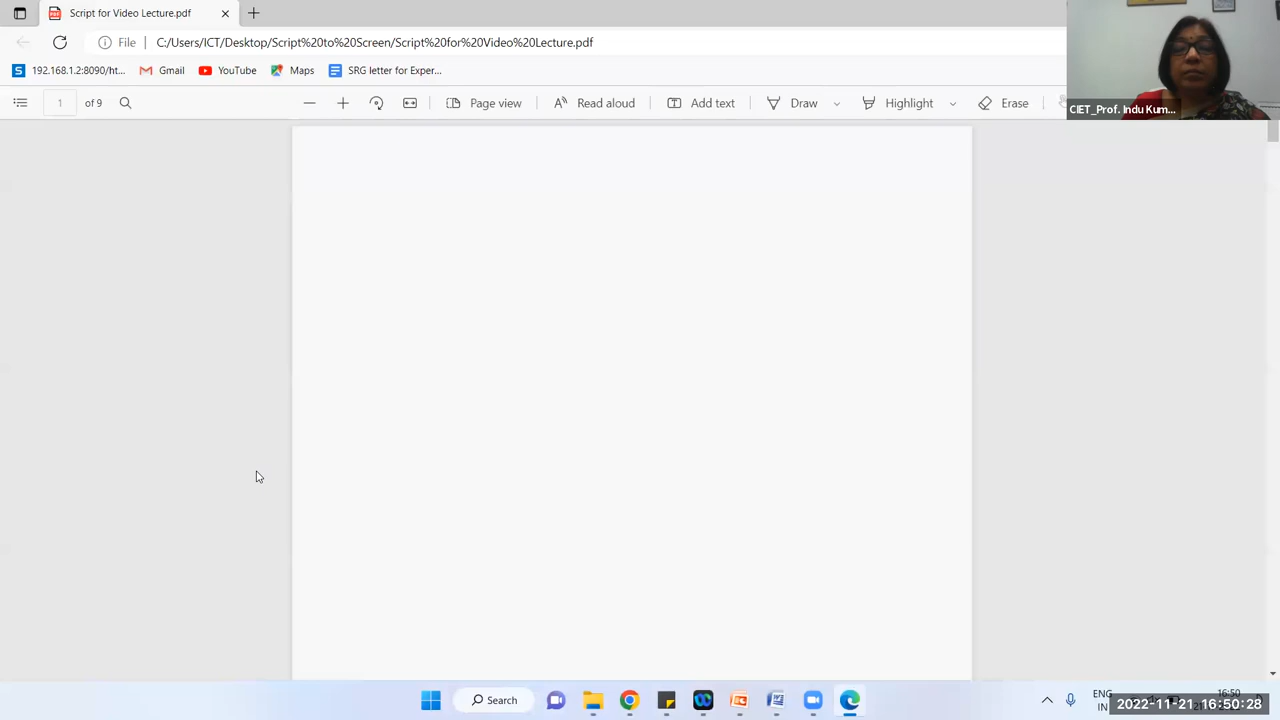 Script for Video Lecture.pdf
File C:/Users/ICT/Desktop/Script%20to%20Screen/Script%20for%20Video%20Lecture.pdf
192.168.1.2:8090/ht... Gmail YouTube Maps SRG letter for Exper...
1 of 9 Page view Read aloud Add text Draw Highlight Erase
CIET_Prof. Indu Kum...
Search
ENG
IN
16:50
2022-11-21 16:50:28